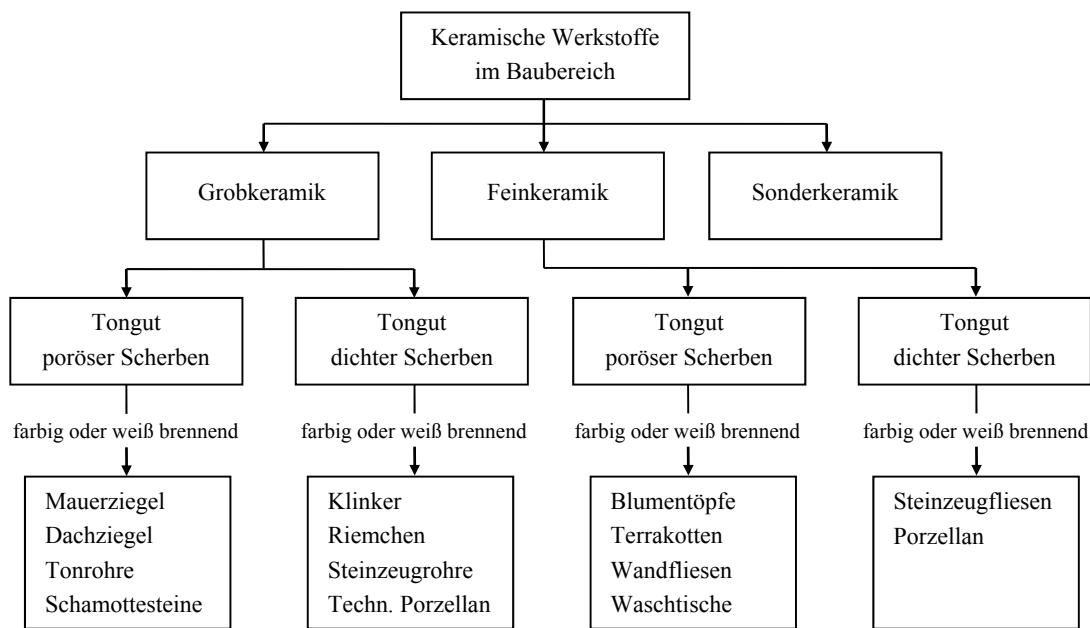 Keramische Werkstoffe
im Baubereich
Grobkeramik
Feinkeramik
Sonderkeramik
Tongut
poröser Scherben
Tongut
dichter Scherben
Tongut
poröser Scherben
Tongut
dichter Scherben
farbig oder weiß brennend
farbig oder weiß brennend
farbig oder weiß brennend
farbig oder weiß brennend
Mauerziegel
Dachziegel
Tonrohre
Schamottesteine
Klinker
Riemchen
Steinzeugrohre
Techn. Porzellan
Blumentöpfe
Terrakotten
Wandfliesen
Waschtische
Steinzeugfliesen
Porzellan